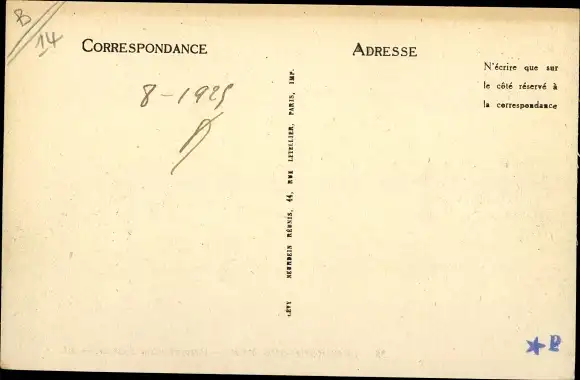 B
14
CORRESPONDANCE
ADRESSE
N'écrire que sur
le côté réservé à
la correspondance
8-1925
LÉVY NEURDEIN RÉUNIS, 44, RUE LETELLIER, PARIS, IMP.